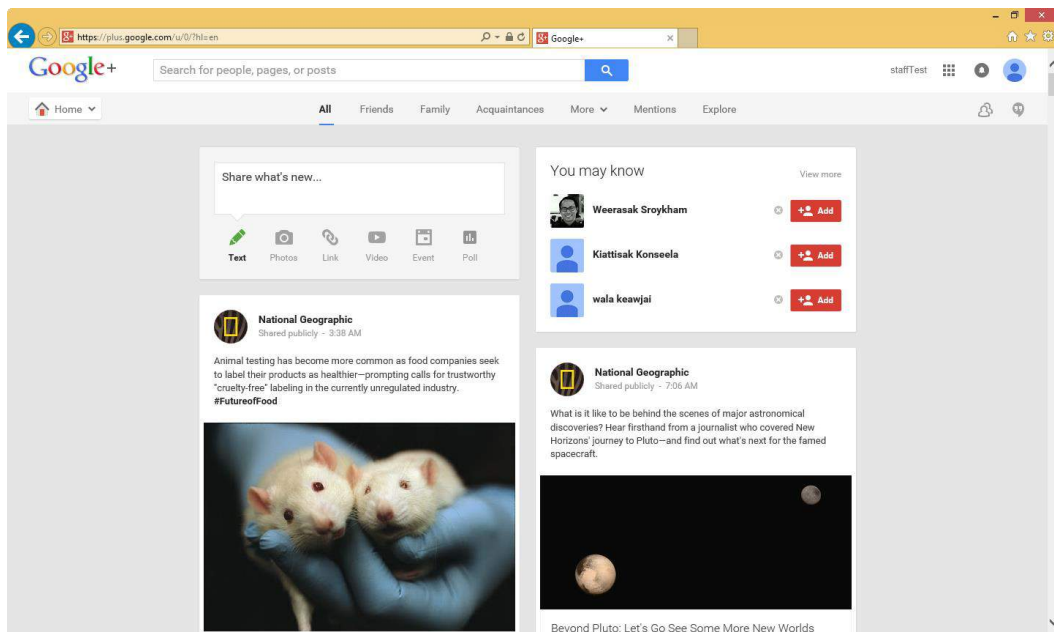 https://plus.google.com/u/0/?hl=en
Google+
Google+
Search for people, pages, or posts
staffTest
Home
All Friends Family Acquaintances More Mentions Explore
Share what's new...
Text Photos Link Video Event Poll
National Geographic
Shared publicly - 3:38 AM
Animal testing has become more common as food companies seek
to label their products as healthier—prompting calls for trustworthy
"cruelty-free" labeling in the currently unregulated industry.
#FutureofFood
You may know
View more
Weerasak Sroykham
Add
Kiattisak Konseela
Add
wala keawjai
Add
National Geographic
Shared publicly - 7:06 AM
What is it like to be behind the scenes of major astronomical
discoveries? Hear firsthand from a journalist who covered New
Horizons' journey to Pluto—and find out what's next for the famed
spacecraft.
Beyond Pluto: Let's Go See Some More New Worlds